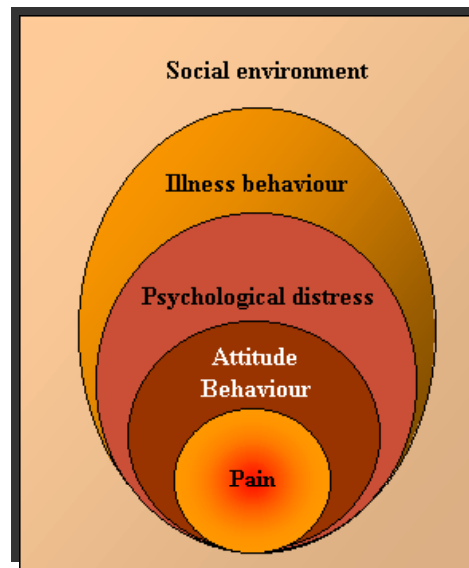 Social environment
Illness behaviour
Psychological distress
Attitude
Behaviour
Pain